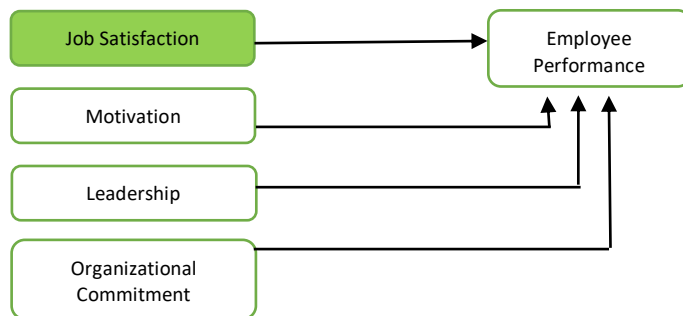 Job Satisfaction
Employee
Performance
Motivation
Leadership
Organizational
Commitment